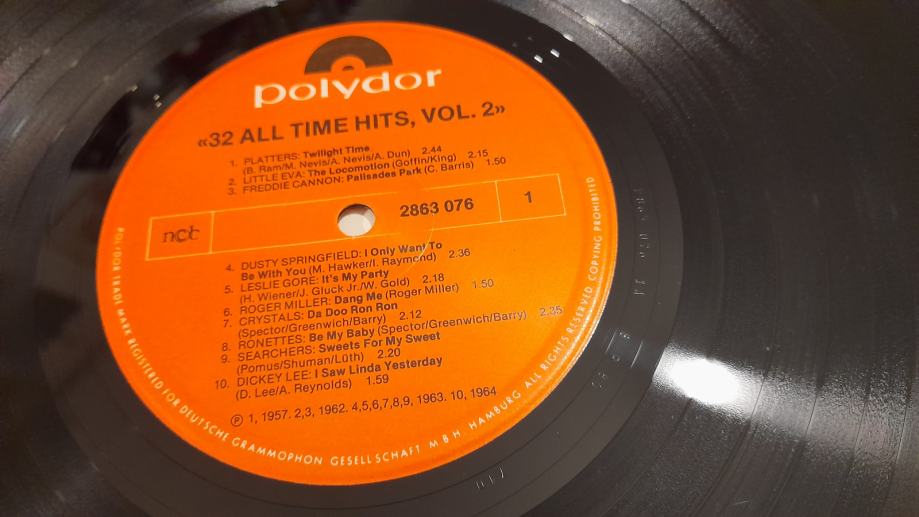 polydor
«32 ALL TIME HITS, VOL. 2»
1. PLATTERS: Twilight Time
(B. Ram/M. Nevis/A. Nevis/A. Dun) 2.44
2. LITTLE EVA: The Locomotion (Goffin/King) 2.15
3. FREDDIE CANNON: Palisades Park (C. Barris) 1.50
ncb
2863 076
1
4. DUSTY SPRINGFIELD: I Only Want To
Be With You (M. Hawker/I. Raymond) 2.36
5. LESLIE GORE: It's My Party
(H. Wiener/J. Gluck Jr./W. Gold) 2.18
6. ROGER MILLER: Dang Me (Roger Miller) 1.50
7. CRYSTALS: Da Doo Ron Ron
(Spector/Greenwich/Barry) 2.12
8. RONETTES: Be My Baby (Spector/Greenwich/Barry) 2.35
9. SEARCHERS: Sweets For My Sweet
(Pomus/Shuman/Lüth) 2.20
10. DICKEY LEE: I Saw Linda Yesterday
(D. Lee/A. Reynolds) 1.59
Ⓟ 1, 1957. 2,3, 1962. 4,5,6,7,8,9, 1963. 10, 1964
POLYDOR TRADE MARK REGISTERED FOR DEUTSCHE GRAMMOPHON GESELLSCHAFT MBH HAMBURG ALL RIGHTS RESERVED COPYING PROHIBITED